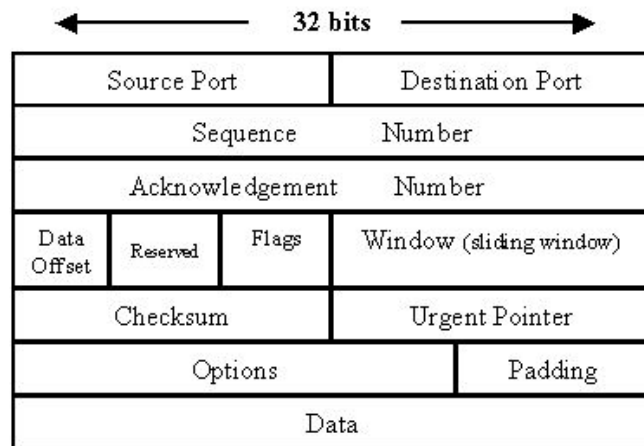 32 bits
Source Port Destination Port
Sequence Number
Acknowledgement Number
Data Offset Reserved Flags Window (sliding window)
Checksum Urgent Pointer
Options Padding
Data